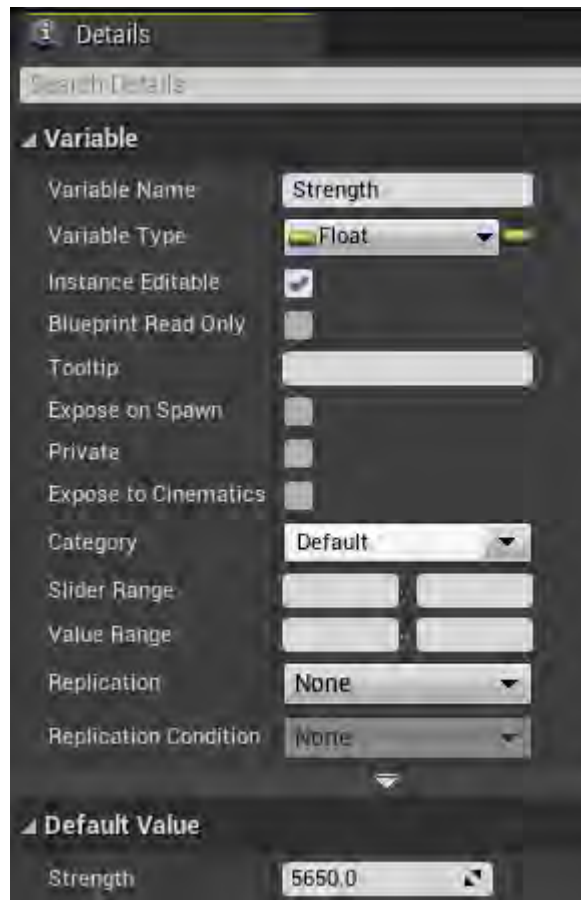 Details
Search Details
Variable
Variable Name Strength
Variable Type Float
Instance Editable
Blueprint Read Only
Tooltip
Expose on Spawn
Private
Expose to Cinematics
Category Default
Slider Range
Value Range
Replication None
Replication Condition None
Default Value
Strength 5650.0